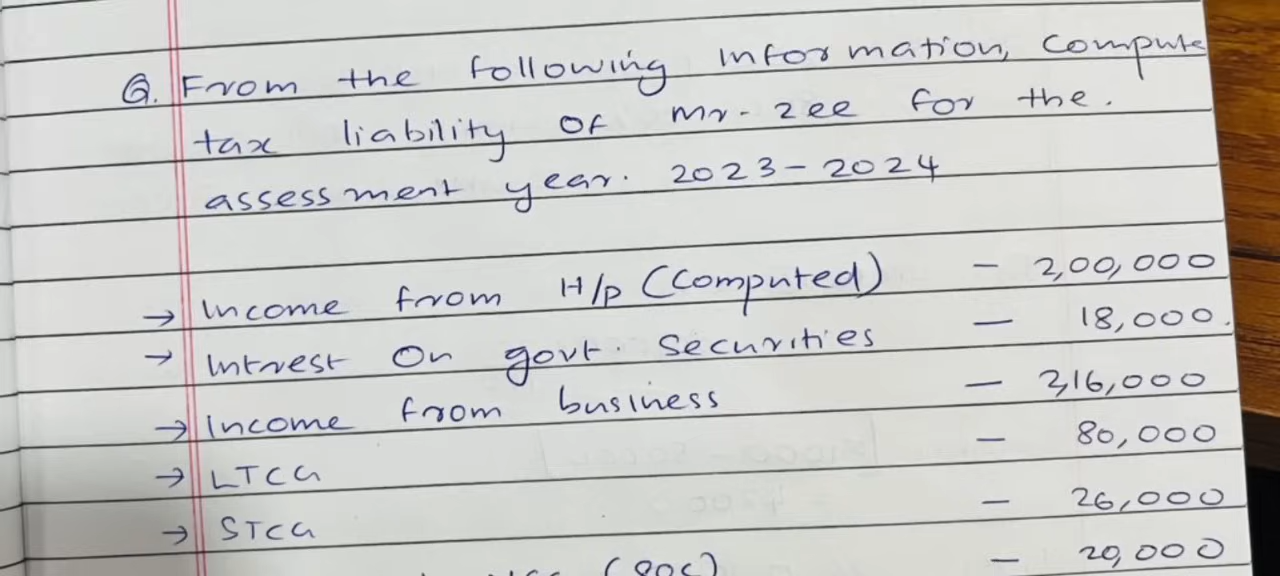 Q. From the following information, compute
tax liability of Mr. zee for the.
assessment year. 2023-2024
→ Income from H/p (Computed) - 2,00,000
→ Intrest On govt. securities - 18,000.
→ Income from business - 2,16,000
→ LTCG - 80,000
→ STCG - 26,000
(80C) - 20,000